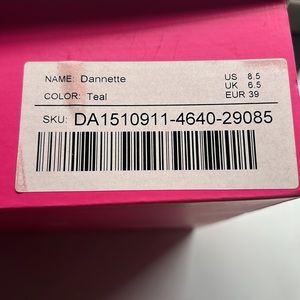 NAME: Dannette US 8.5
UK 6.5
COLOR: Teal EUR 39
SKU: DA1510911-4640-29085